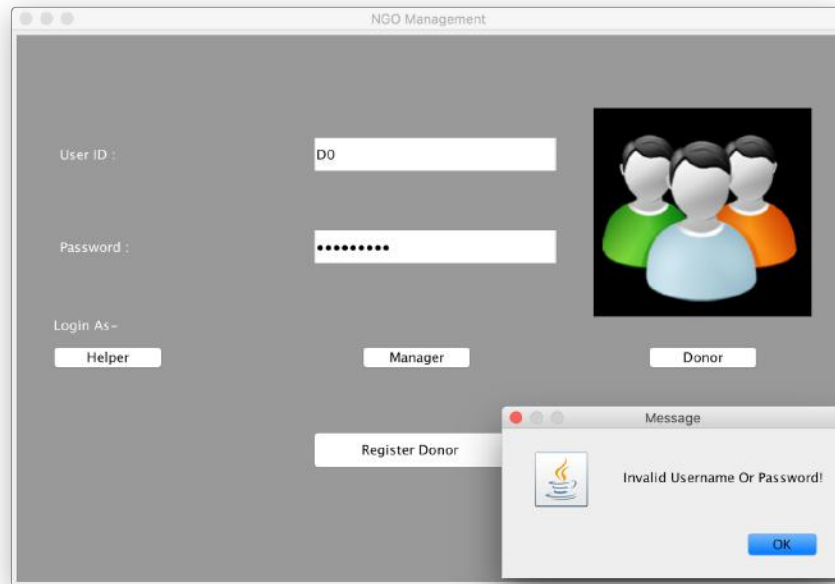 NGO Management
User ID :
D0
Password :
•••••••••
Login As-
Helper
Manager
Donor
Register Donor
Message
Invalid Username Or Password!
OK